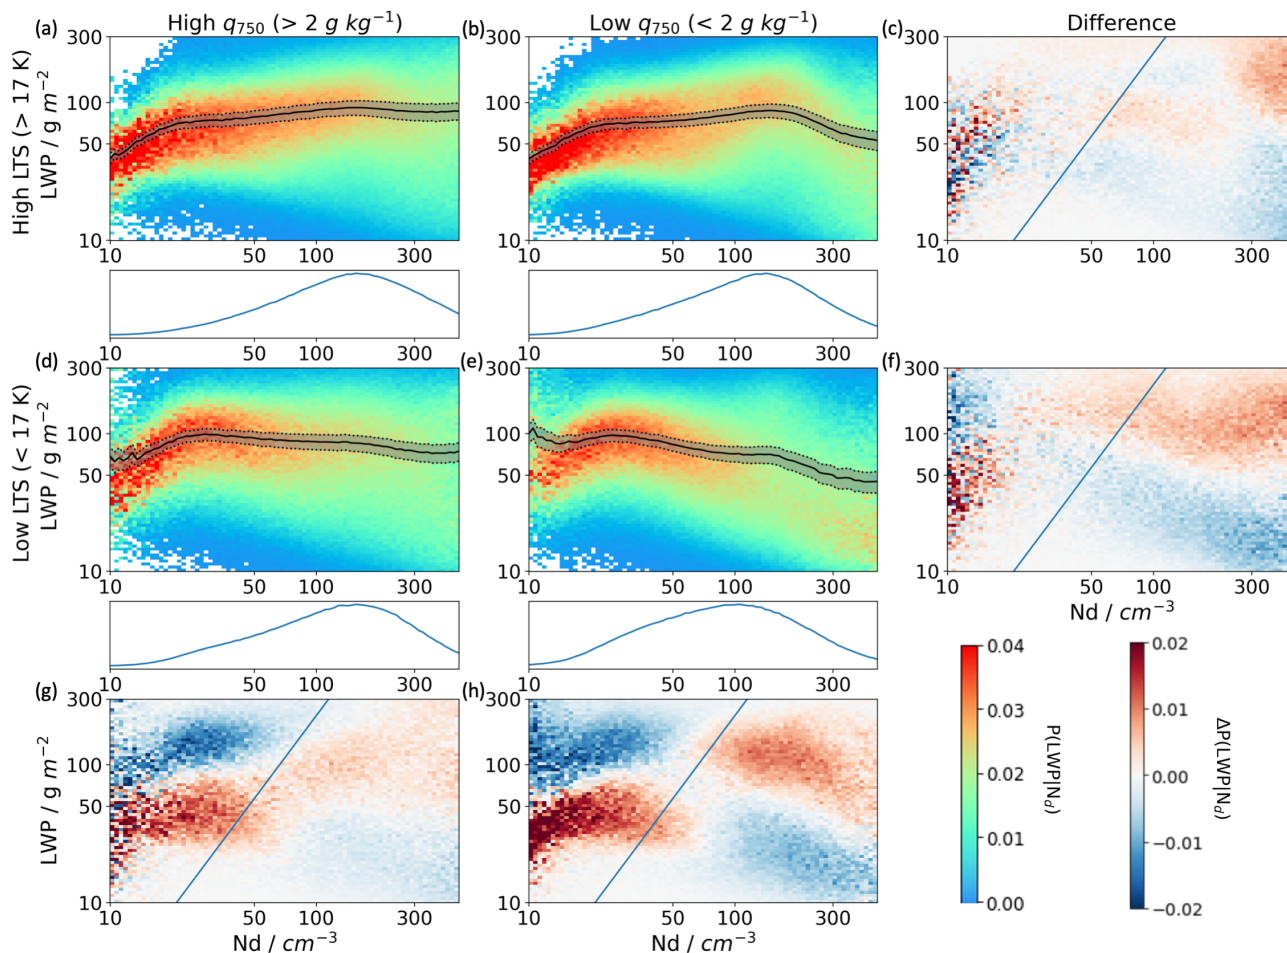 High q750 (> 2 g kg−1)
Low q750 (< 2 g kg−1)
Difference
(a)
(b)
(c)
High LTS (> 17 K)
LWP / g m−2
300
100
50
10
10 50 100 300
300
100
50
10
10 50 100 300
300
100
50
10
10 50 100 300
10 50 100 300
10 50 100 300
(d)
(e)
(f)
Low LTS (< 17 K)
LWP / g m−2
300
100
50
10
10 50 100 300
300
100
50
10
10 50 100 300
300
100
50
10
10 50 100 300
Nd / cm−3
10 50 100 300
10 50 100 300
(g)
(h)
LWP / g m−2
300
100
50
10
10 50 100 300
Nd / cm−3
300
100
50
10
10 50 100 300
Nd / cm−3
0.04
0.03
0.02
0.01
0.00
P(LWP|Nd)
0.02
0.01
0.00
−0.01
−0.02
ΔP(LWP|Nd)